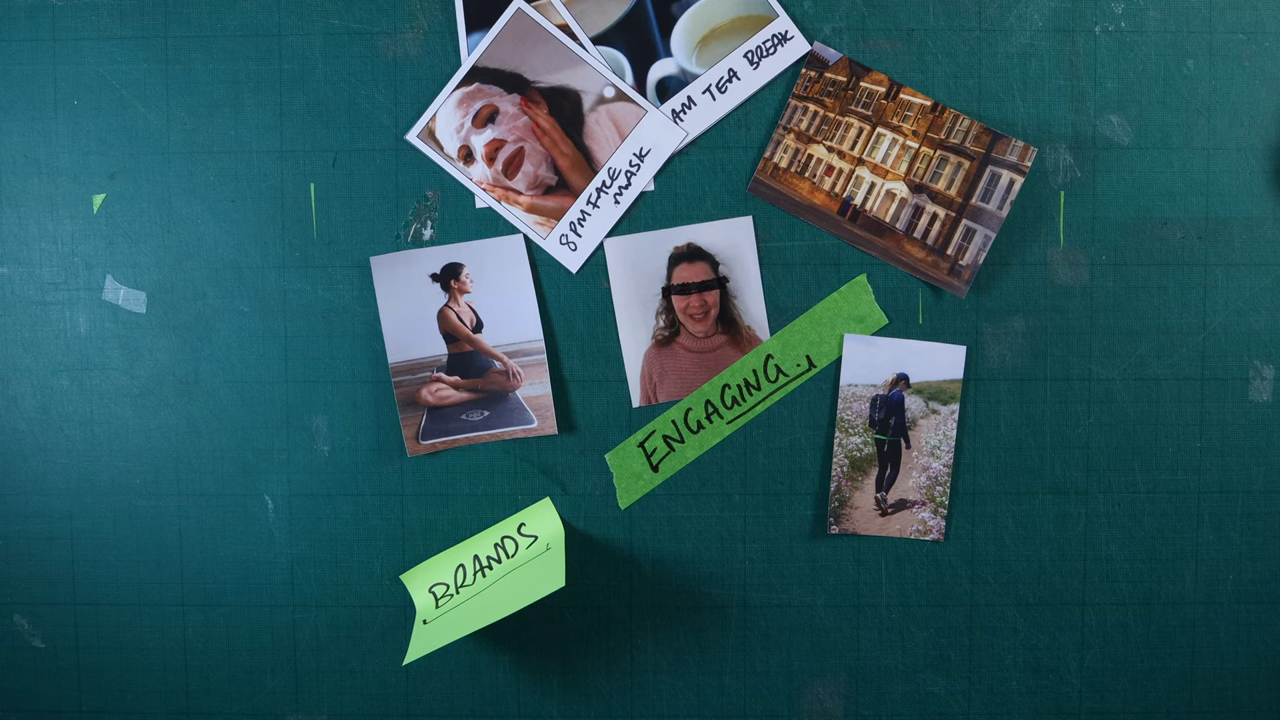 AM TEA BREAK
8PM FACE
MASK
ENGAGING..
BRANDS